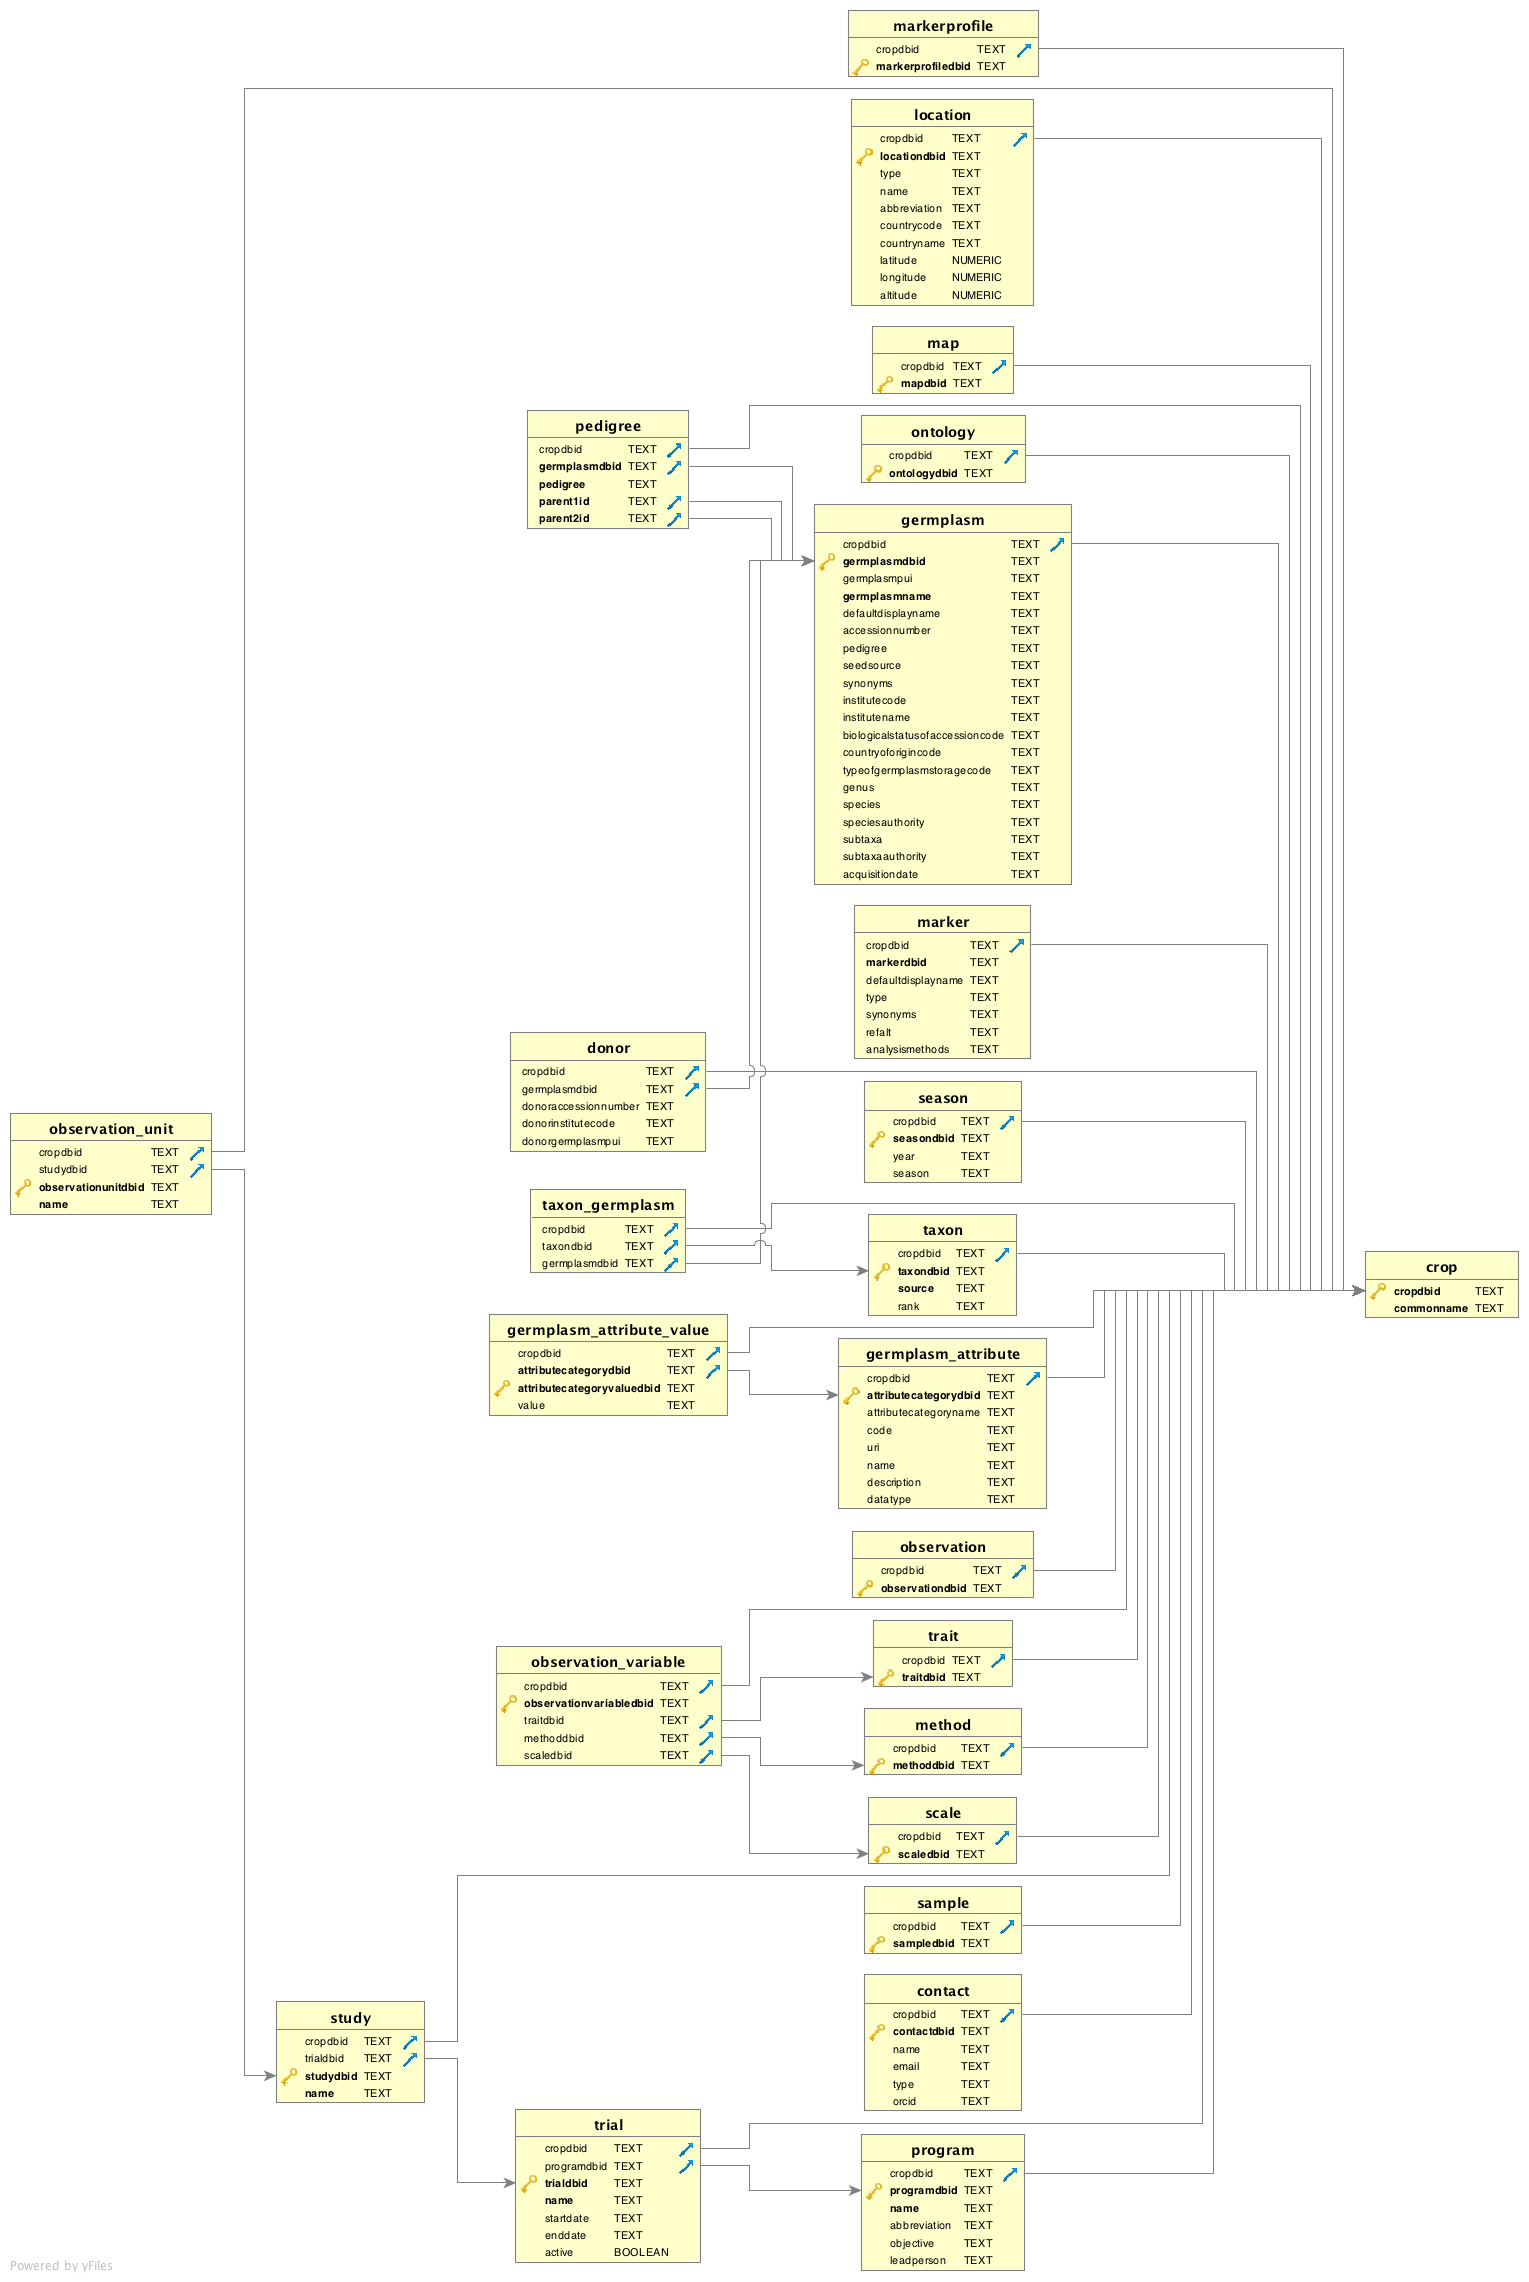 markerprofile
cropdbid TEXT
markerprofiledbid TEXT
location
cropdbid TEXT
locationdbid TEXT
type TEXT
name TEXT
abbreviation TEXT
countrycode TEXT
countryname TEXT
latitude NUMERIC
longitude NUMERIC
altitude NUMERIC
map
cropdbid TEXT
mapdbid TEXT
pedigree
cropdbid TEXT
germplasmdbid TEXT
pedigree TEXT
parent1id TEXT
parent2id TEXT
ontology
cropdbid TEXT
ontologydbid TEXT
germplasm
cropdbid TEXT
germplasmdbid TEXT
germplasmpui TEXT
germplasmname TEXT
defaultdisplayname TEXT
accessionnumber TEXT
pedigree TEXT
seedsource TEXT
synonyms TEXT
institutecode TEXT
institutename TEXT
biologicalstatusofaccessioncode TEXT
countryoforigincode TEXT
typeofgermplasmstoragecode TEXT
genus TEXT
species TEXT
speciesauthority TEXT
subtaxa TEXT
subtaxaauthority TEXT
acquisitiondate TEXT
marker
cropdbid TEXT
markerdbid TEXT
defaultdisplayname TEXT
type TEXT
synonyms TEXT
refalt TEXT
analysismethods TEXT
donor
cropdbid TEXT
germplasmdbid TEXT
donoraccessionnumber TEXT
donorinstitutecode TEXT
donorgermplasmpui TEXT
season
cropdbid TEXT
seasondbid TEXT
year TEXT
season TEXT
observation_unit
cropdbid TEXT
studydbid TEXT
observationunitdbid TEXT
name TEXT
taxon_germplasm
cropdbid TEXT
taxondbid TEXT
germplasmdbid TEXT
taxon
cropdbid TEXT
taxondbid TEXT
source TEXT
rank TEXT
crop
cropdbid TEXT
commonname TEXT
germplasm_attribute_value
cropdbid TEXT
attributecategorydbid TEXT
attributecategoryvaluedbid TEXT
value TEXT
germplasm_attribute
cropdbid TEXT
attributecategorydbid TEXT
attributecategoryname TEXT
code TEXT
uri TEXT
name TEXT
description TEXT
datatype TEXT
observation
cropdbid TEXT
observationdbid TEXT
observation_variable
cropdbid TEXT
observationvariabledbid TEXT
traitdbid TEXT
methoddbid TEXT
scaledbid TEXT
trait
cropdbid TEXT
traitdbid TEXT
method
cropdbid TEXT
methoddbid TEXT
scale
cropdbid TEXT
scaledbid TEXT
sample
cropdbid TEXT
sampledbid TEXT
contact
cropdbid TEXT
contactdbid TEXT
name TEXT
email TEXT
type TEXT
orcid TEXT
study
cropdbid TEXT
trialdbid TEXT
studydbid TEXT
name TEXT
trial
cropdbid TEXT
programdbid TEXT
trialdbid TEXT
name TEXT
startdate TEXT
enddate TEXT
active BOOLEAN
program
cropdbid TEXT
programdbid TEXT
name TEXT
abbreviation TEXT
objective TEXT
leadperson TEXT
Powered by yFiles